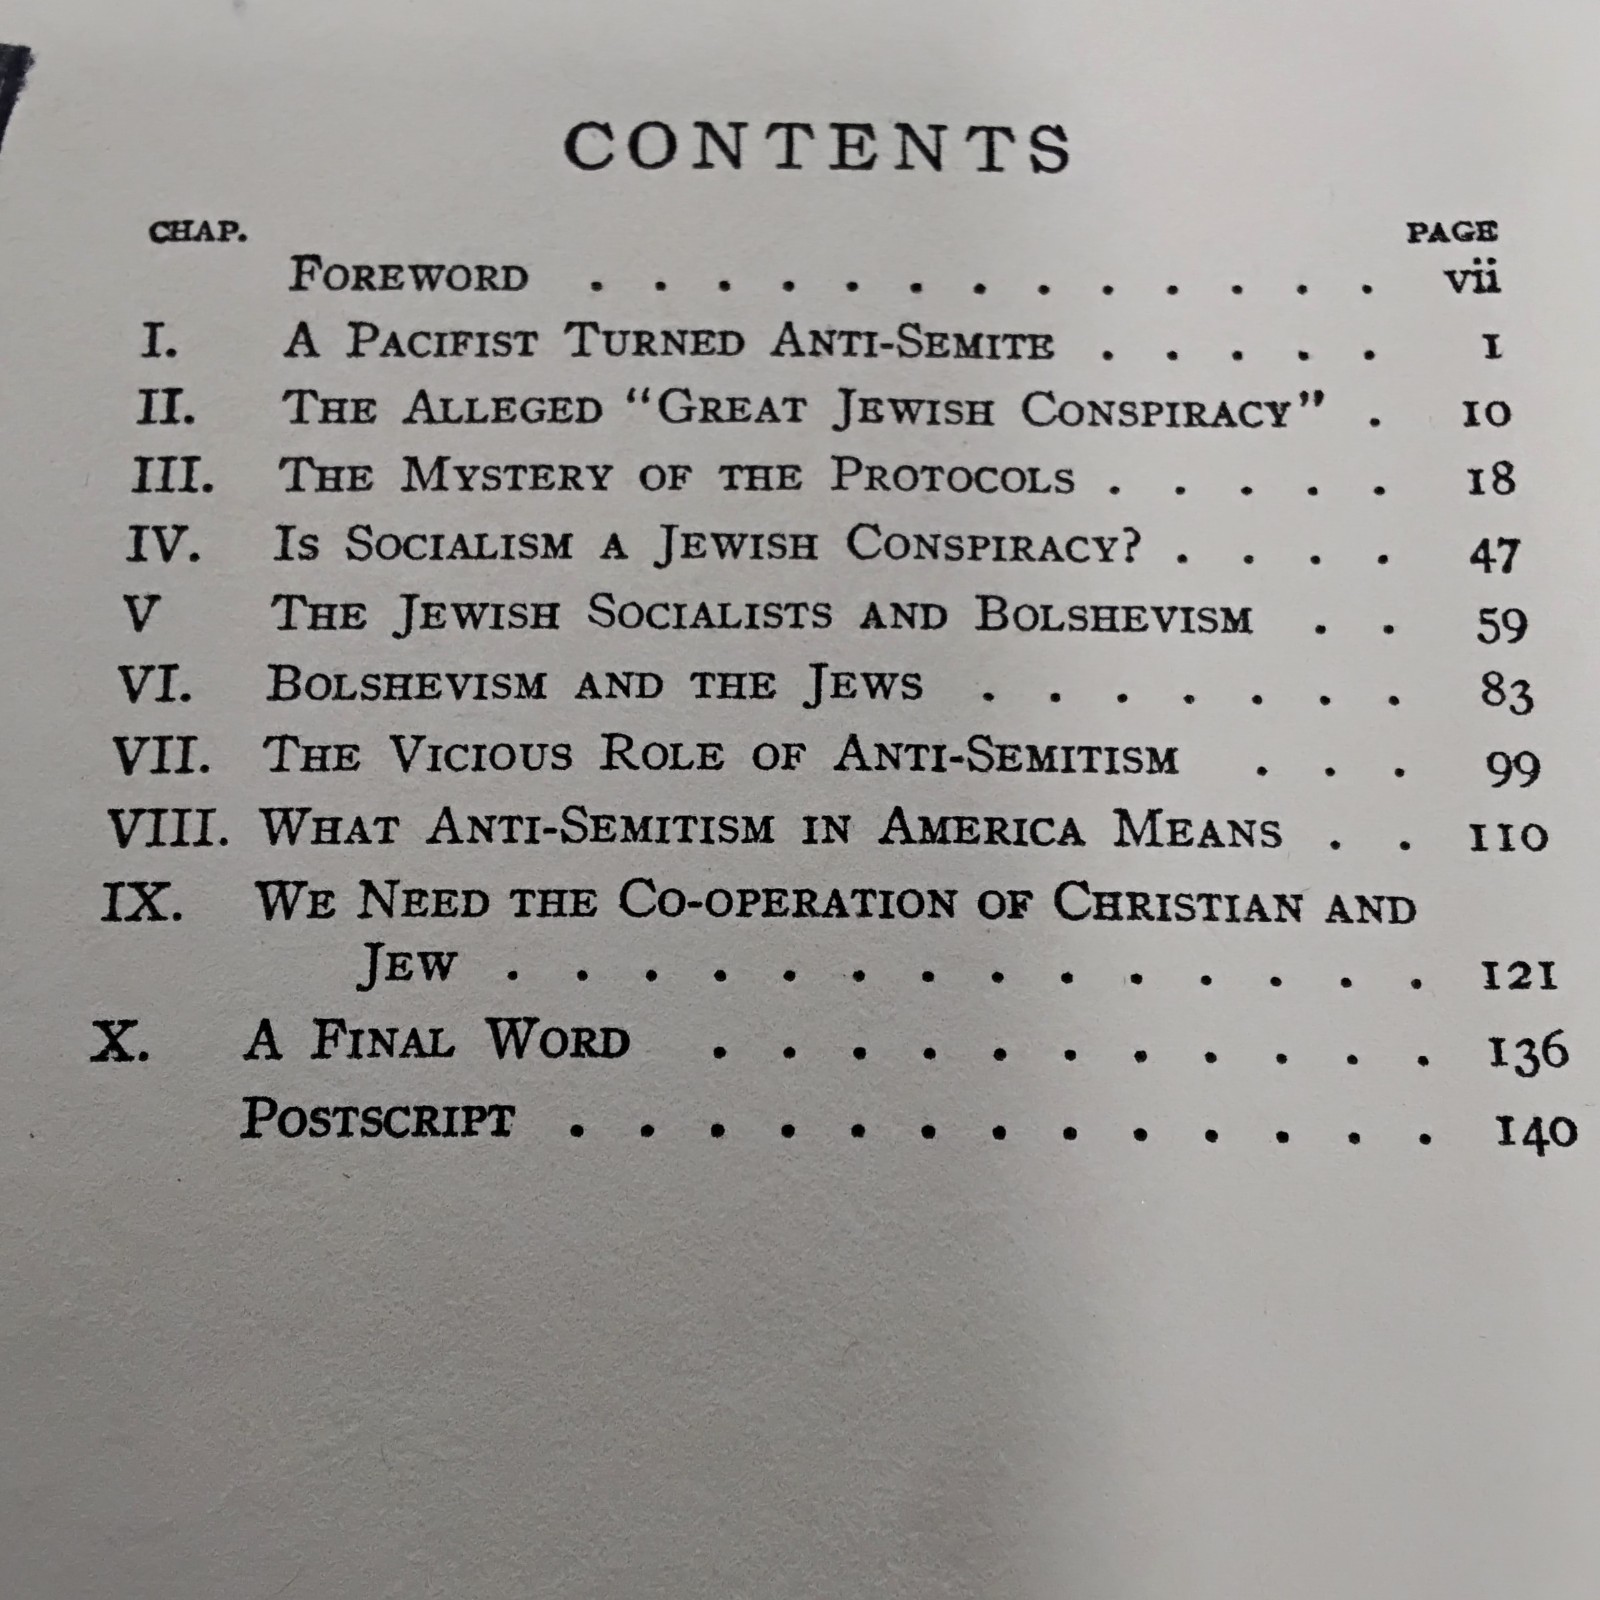 CONTENTS
CHAP. PAGE
FOREWORD . . . . . . . . . . . . . vii
I. A PACIFIST TURNED ANTI-SEMITE . . . . . 1
II. THE ALLEGED “GREAT JEWISH CONSPIRACY” . 10
III. THE MYSTERY OF THE PROTOCOLS . . . . . 18
IV. IS SOCIALISM A JEWISH CONSPIRACY? . . . . 47
V THE JEWISH SOCIALISTS AND BOLSHEVISM . . 59
VI. BOLSHEVISM AND THE JEWS . . . . . . . 83
VII. THE VICIOUS ROLE OF ANTI-SEMITISM . . . 99
VIII. WHAT ANTI-SEMITISM IN AMERICA MEANS . . 110
IX. WE NEED THE CO-OPERATION OF CHRISTIAN AND
JEW . . . . . . . . . . . . . . 121
X. A FINAL WORD . . . . . . . . . . . 136
POSTSCRIPT . . . . . . . . . . . . . 140